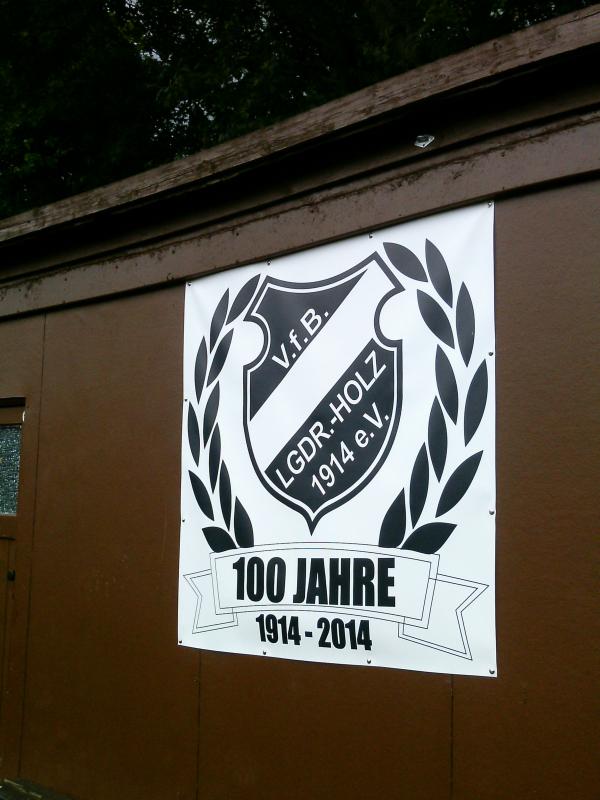 V.f.B.
LGDR.-HOLZ
1914 e.V.
100 JAHRE
1914 - 2014